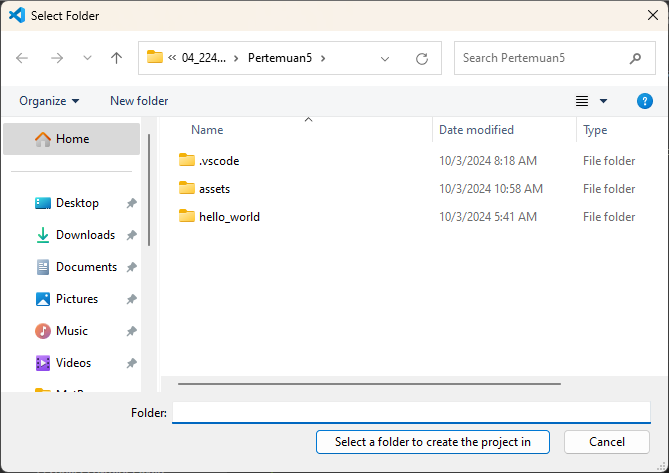 Select Folder
« 04_224... > Pertemuan5 >
Search Pertemuan5
Organize
New folder
Name
Date modified
Type
Home
Desktop
Downloads
Documents
Pictures
Music
Videos
.vscode 10/3/2024 8:18 AM File folder
assets 10/3/2024 10:58 AM File folder
hello_world 10/3/2024 5:41 AM File folder
Folder:
Select a folder to create the project in
Cancel